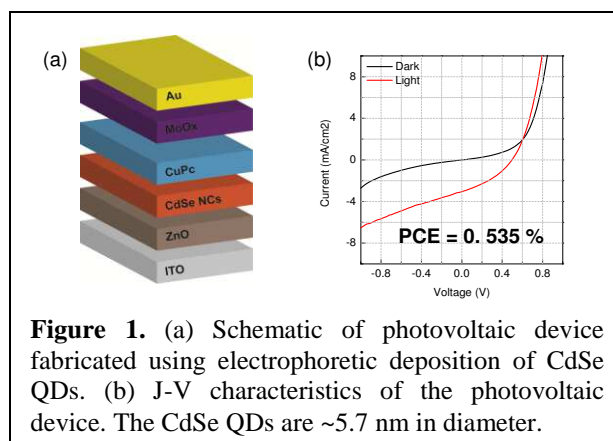 (a)
Au
MoOx
CuPc
CdSe NCs
ZnO
ITO
(b)
Dark
Light
Current (mA/cm2)
8
4
0
-4
-8
PCE = 0. 535 %
-0.8 -0.4 0.0 0.4 0.8
Voltage (V)
Figure 1. (a) Schematic of photovoltaic device
fabricated using electrophoretic deposition of CdSe
QDs. (b) J-V characteristics of the photovoltaic
device. The CdSe QDs are ~5.7 nm in diameter.